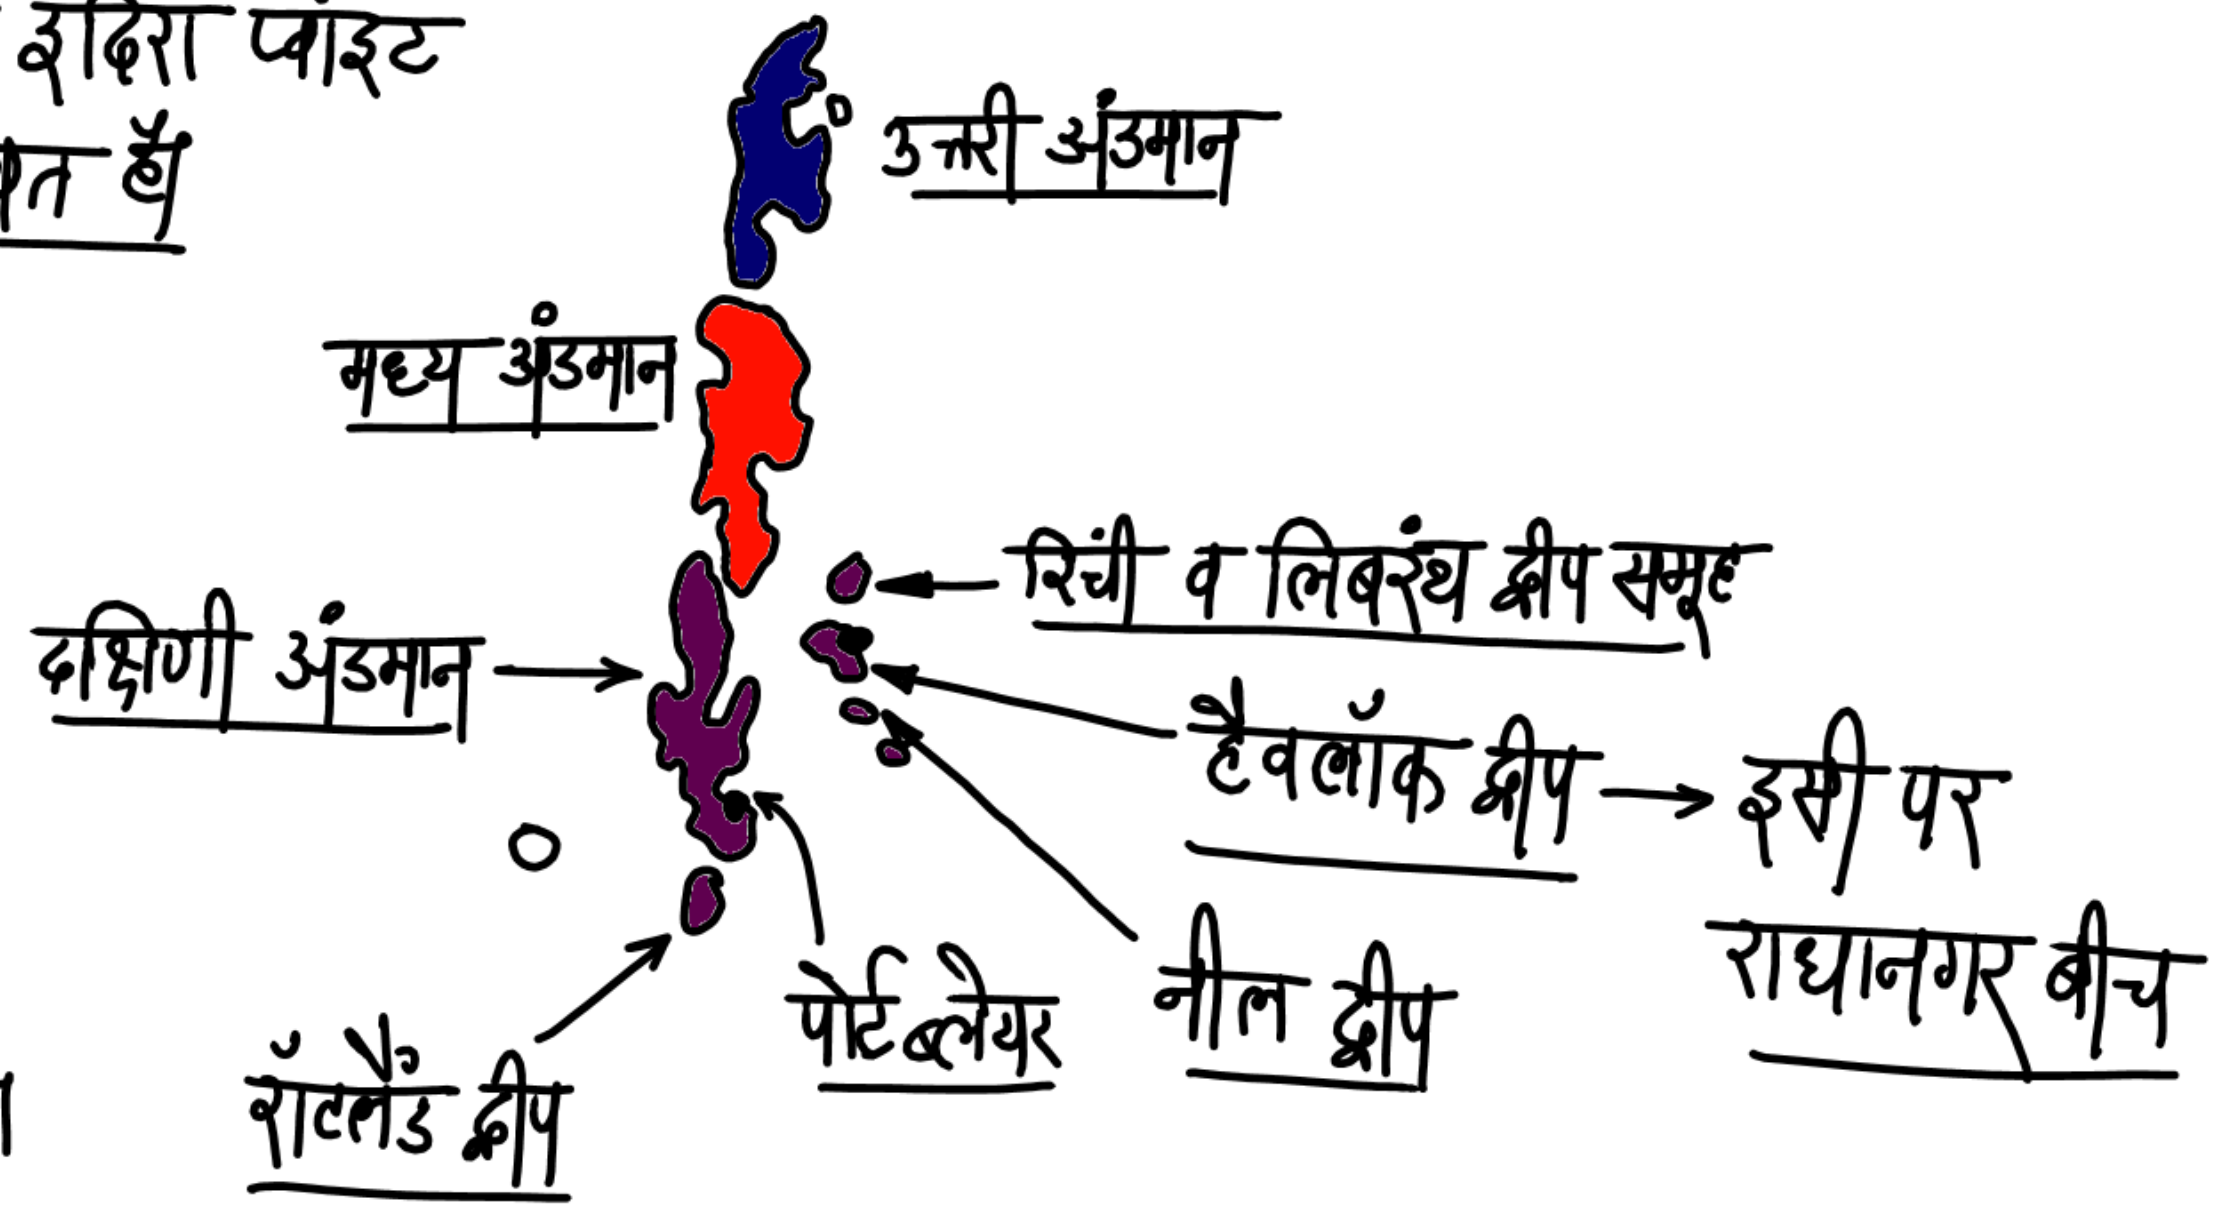 इंदिरा प्वाइंट
है।
उत्तरी अंडमान
मध्य अंडमान
रिंची व लिबरंथ द्वीप समूह
दक्षिणी अंडमान
हैवलॉक द्वीप → इसी पर
राधानगर बीच
पोर्टब्लेयर
नील द्वीप
रॉटलैंड द्वीप